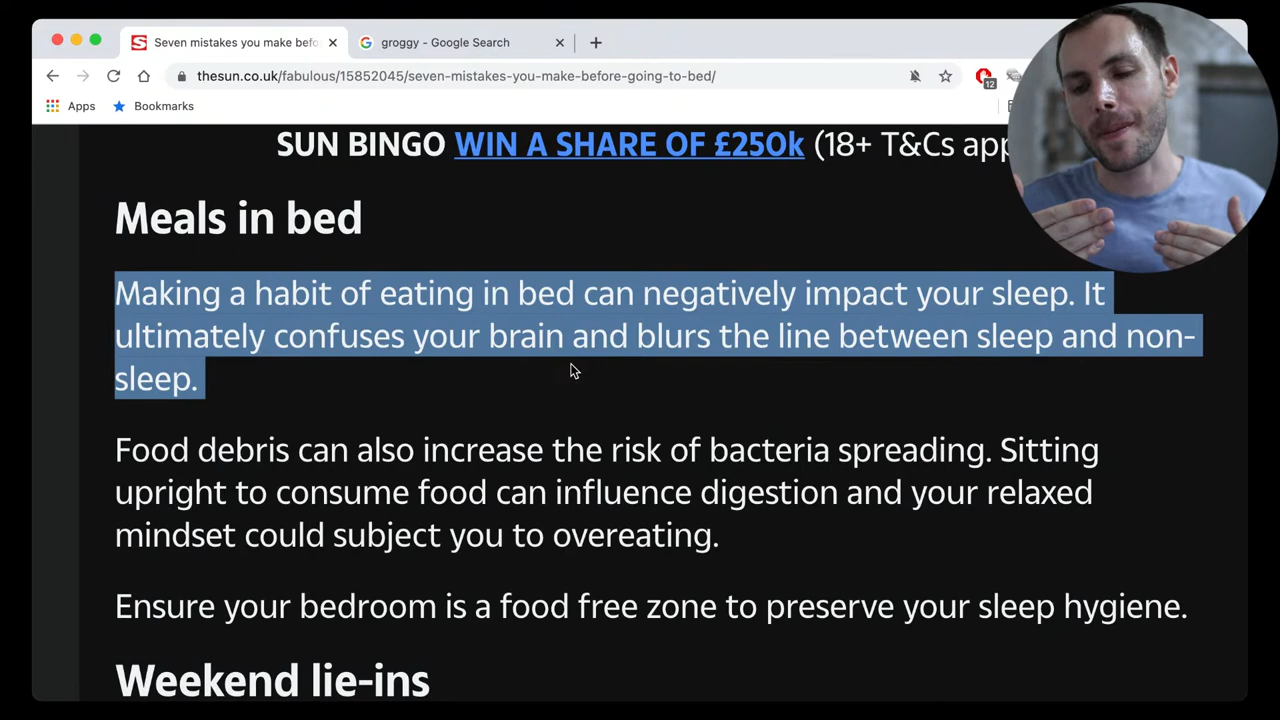 Seven mistakes you make befo
groggy - Google Search
thesun.co.uk/fabulous/15852045/seven-mistakes-you-make-before-going-to-bed/
12
Apps
Bookmarks
SUN BINGO WIN A SHARE OF £250k (18+ T&Cs app
Meals in bed
Making a habit of eating in bed can negatively impact your sleep. It
ultimately confuses your brain and blurs the line between sleep and non-
sleep.
Food debris can also increase the risk of bacteria spreading. Sitting
upright to consume food can influence digestion and your relaxed
mindset could subject you to overeating.
Ensure your bedroom is a food free zone to preserve your sleep hygiene.
Weekend lie-ins